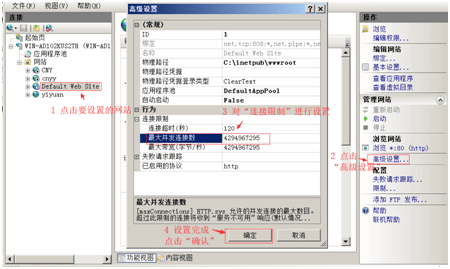 文件(F) 视图(V) 帮助(H)
连接
起始页
WIN-AD102NUS2TH (WIN-AD1
应用程序池
网站
CNY
cnyy
Default Web Site
yiyuan
1 点击要设置的网站
高级设置
(常规)
ID 1
绑定 net.tcp:808:*,net.pipe:*,ne
名称 Default Web Site
物理路径 C:\inetpub\wwwroot
物理路径凭据
物理路径凭据登录类型 ClearText
应用程序池 DefaultAppPool
自动启动 False
行为
3 对“连接限制”进行设置
连接限制
连接超时(秒) 120
最大并发连接数 4294967295
最大带宽(字节/秒) 4294967295
失败请求跟踪
已启用的协议 http
最大并发连接数
[maxConnections] HTTP.sys 允许的并发连接的最大数目。
超过此限制的连接将收到“服务不可用”响应(默认情况...
4 设置完成
点击“确认”
确定 取消
功能视图 内容视图
操作
浏览
编辑权限...
编辑网站
绑定...
基本设置...
查看应用程序
查看虚拟目录
管理网站
重新启动
启动
停止
浏览网站
浏览 *:80 (http)
2 点击
“高级设置
高级设置...
配置
失败请求跟踪...
限制...
添加 FTP 发布...
帮助
联机帮助